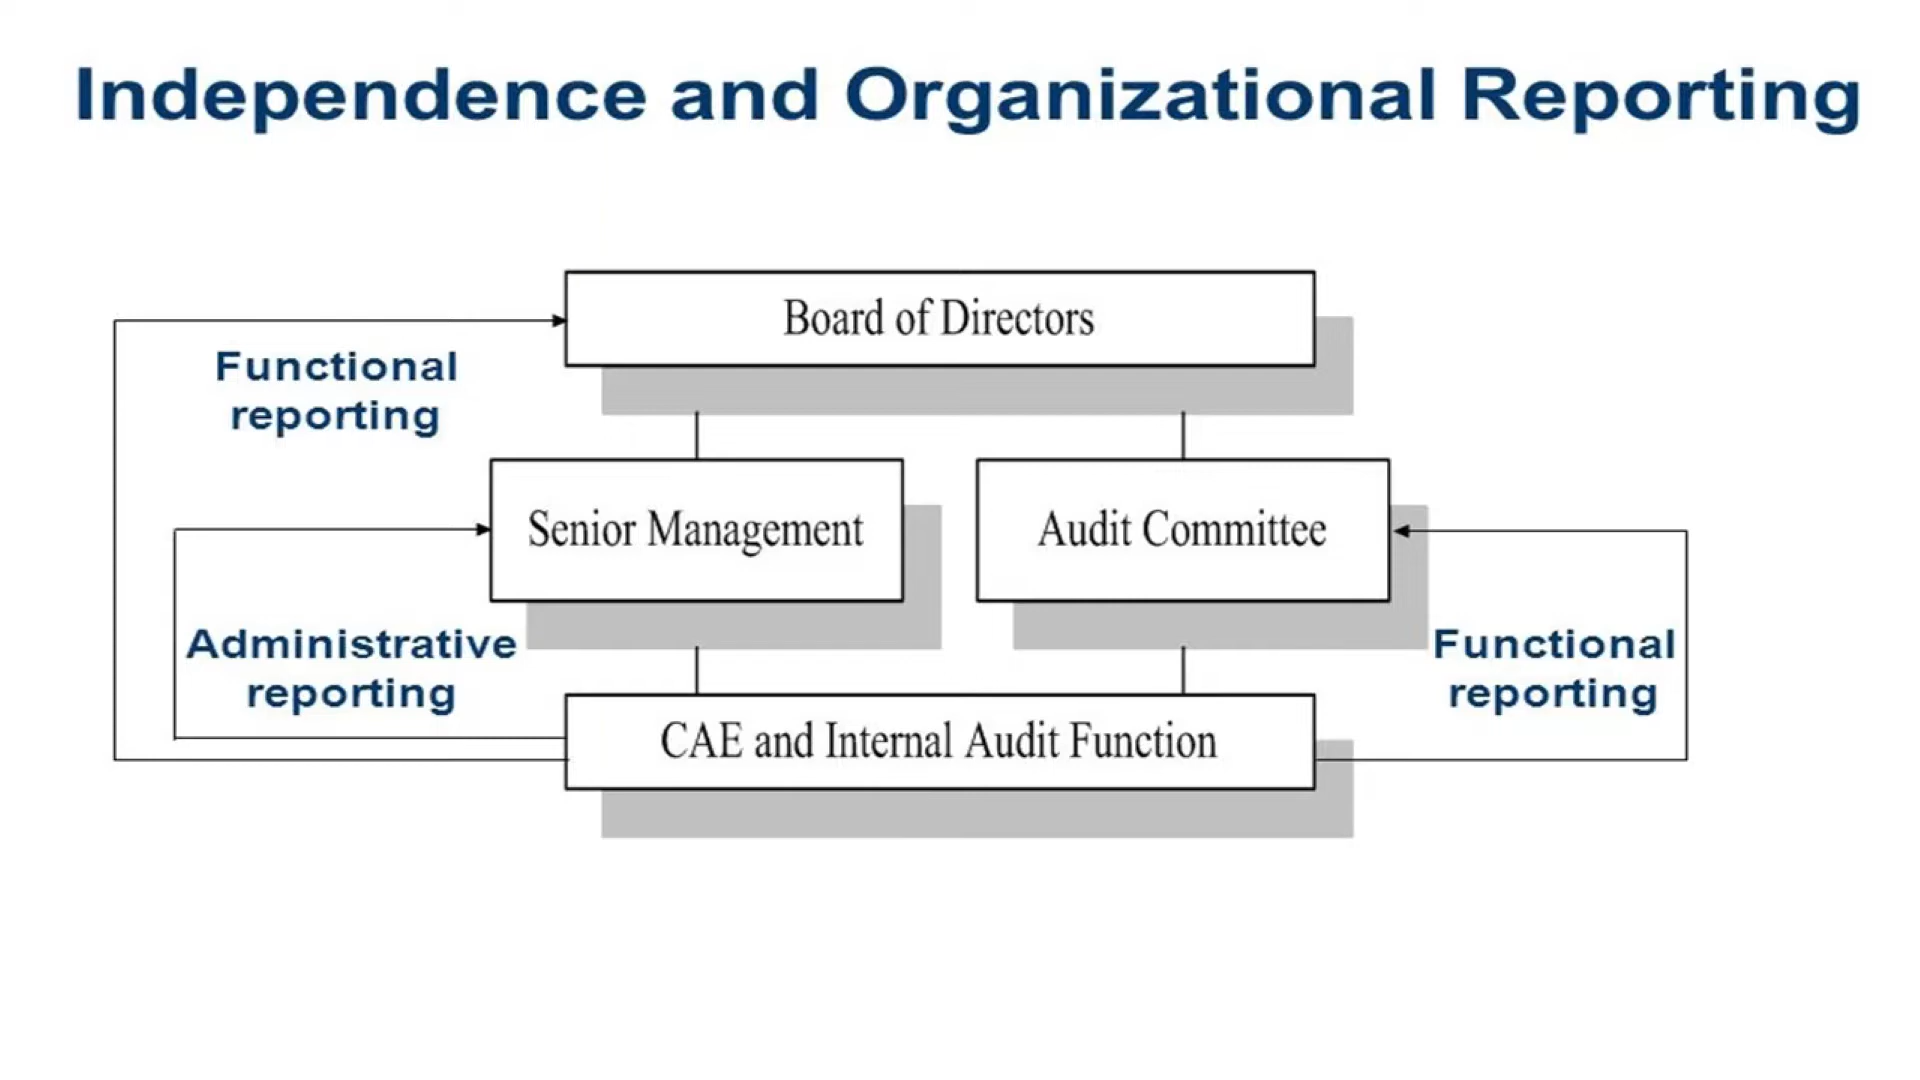 Independence and Organizational Reporting
Board of Directors
Functional
reporting
Senior Management
Audit Committee
Administrative
reporting
Functional
reporting
CAE and Internal Audit Function